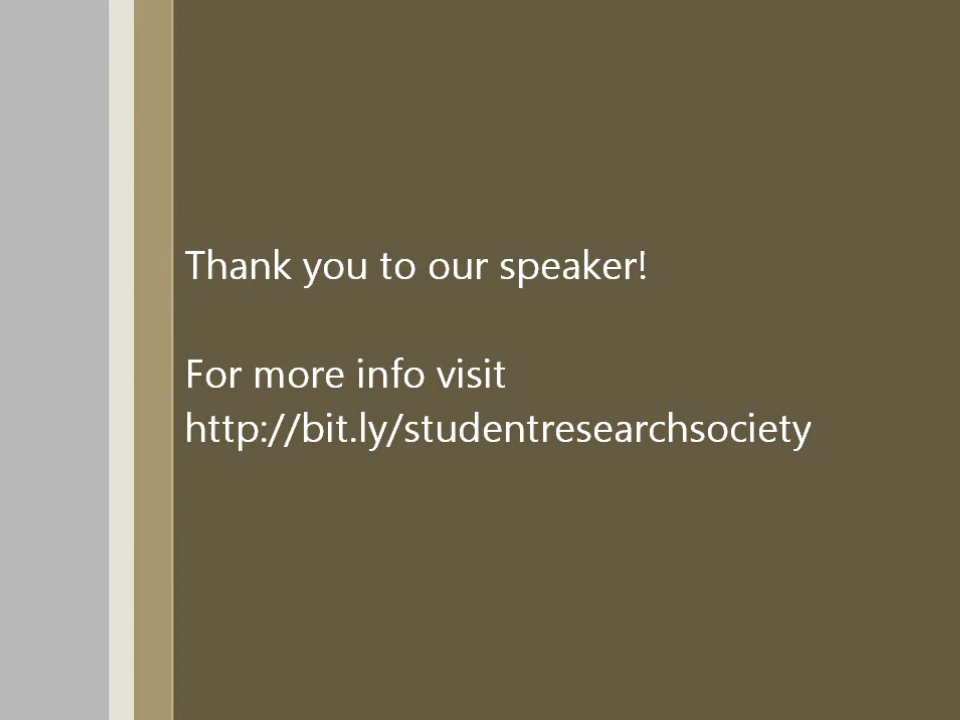 Thank you to our speaker!
For more info visit
http://bit.ly/studentresearchsociety